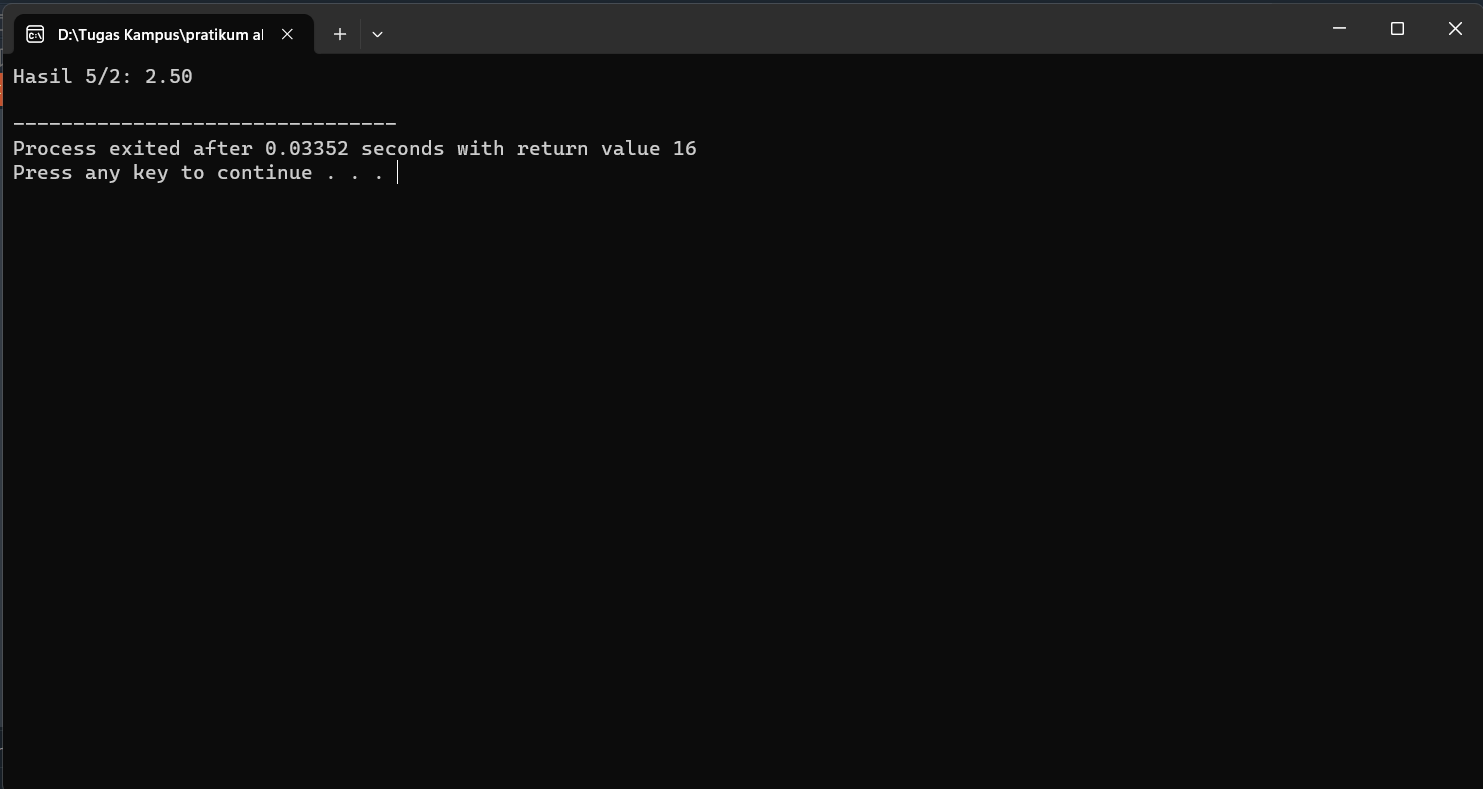 D:\Tugas Kampus\pratikum al
Hasil 5/2: 2.50
--------------------------------
Process exited after 0.03352 seconds with return value 16
Press any key to continue . . .